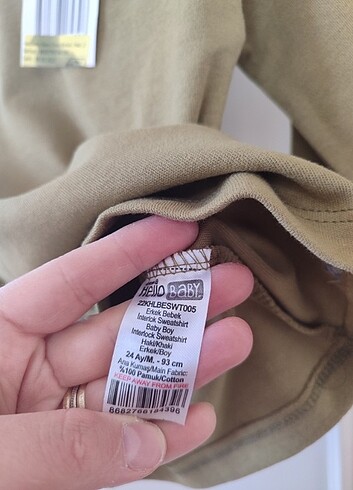 Hello BABY
22KHLBESWT005
Erkek Bebek
Interlok Sweatshirt
Baby Boy
Interlock Sweatshirt
Haki/Khaki
Erkek/Boy
24 Ay/M. - 93 cm
Ana Kumaş/Main Fabric:
%100 Pamuk/Cotton
KEEP AWAY FROM FIRE